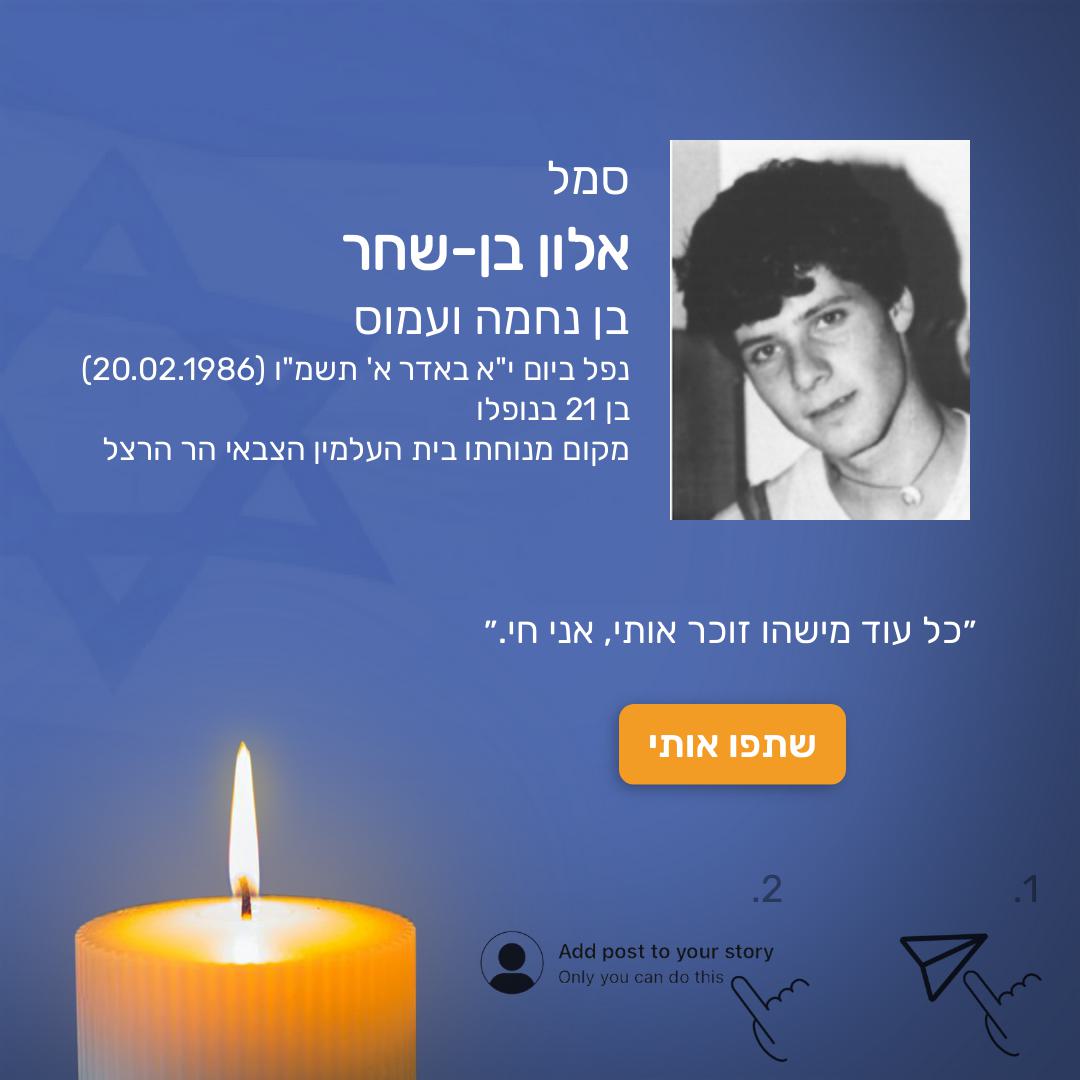 סמל
אלון בן-שחר
בן נחמה ועמוס
נפל ביום י"א באדר א' תשמ"ו (20.02.1986)
בן 21 בנופלו
מקום מנוחתו בית העלמין הצבאי הר הרצל
״כל עוד מישהו זוכר אותי, אני חי.״
שתפו אותי
.1
.2
Add post to your story
Only you can do this